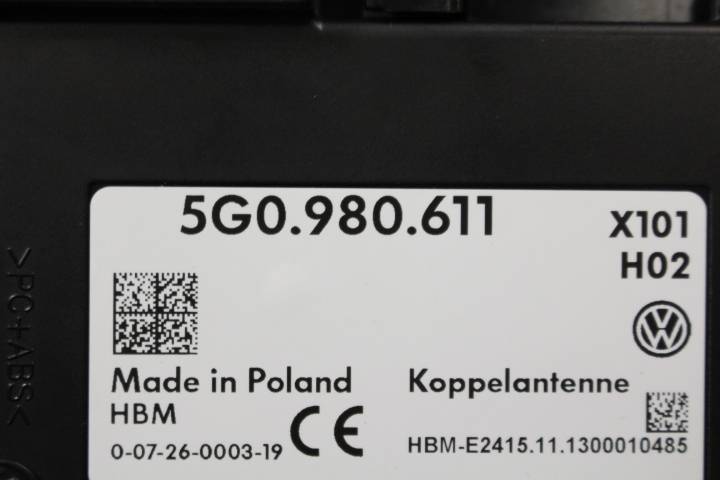 5G0.980.611
X101
H02
>PC+ABS<
Made in Poland
HBM
0-07-26-0003-19
CE
Koppelantenne
HBM-E2415.11.1300010485